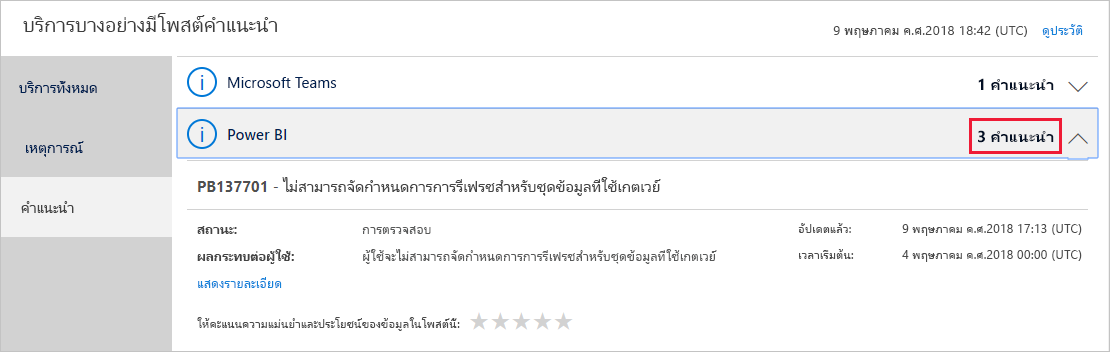 บริการบางอย่างมีโพสต์คำแนะนำ
9 พฤษภาคม ค.ศ.2018 18:42 (UTC) ดูประวัติ
บริการทั้งหมด
เหตุการณ์
คำแนะนำ
Microsoft Teams 1 คำแนะนำ
Power BI 3 คำแนะนำ
PB137701 - ไม่สามารถจัดกำหนดการการรีเฟรชสำหรับชุดข้อมูลที่ใช้เกตเวย์
สถานะ: การตรวจสอบ อัปเดตแล้ว: 9 พฤษภาคม ค.ศ.2018 17:13 (UTC)
ผลกระทบต่อผู้ใช้: ผู้ใช้จะไม่สามารถจัดกำหนดการการรีเฟรชสำหรับชุดข้อมูลที่ใช้เกตเวย์ เวลาเริ่มต้น: 4 พฤษภาคม ค.ศ.2018 00:00 (UTC)
แสดงรายละเอียด
ให้คะแนนความแม่นยำและประโยชน์ของข้อมูลในโพสต์นี้: